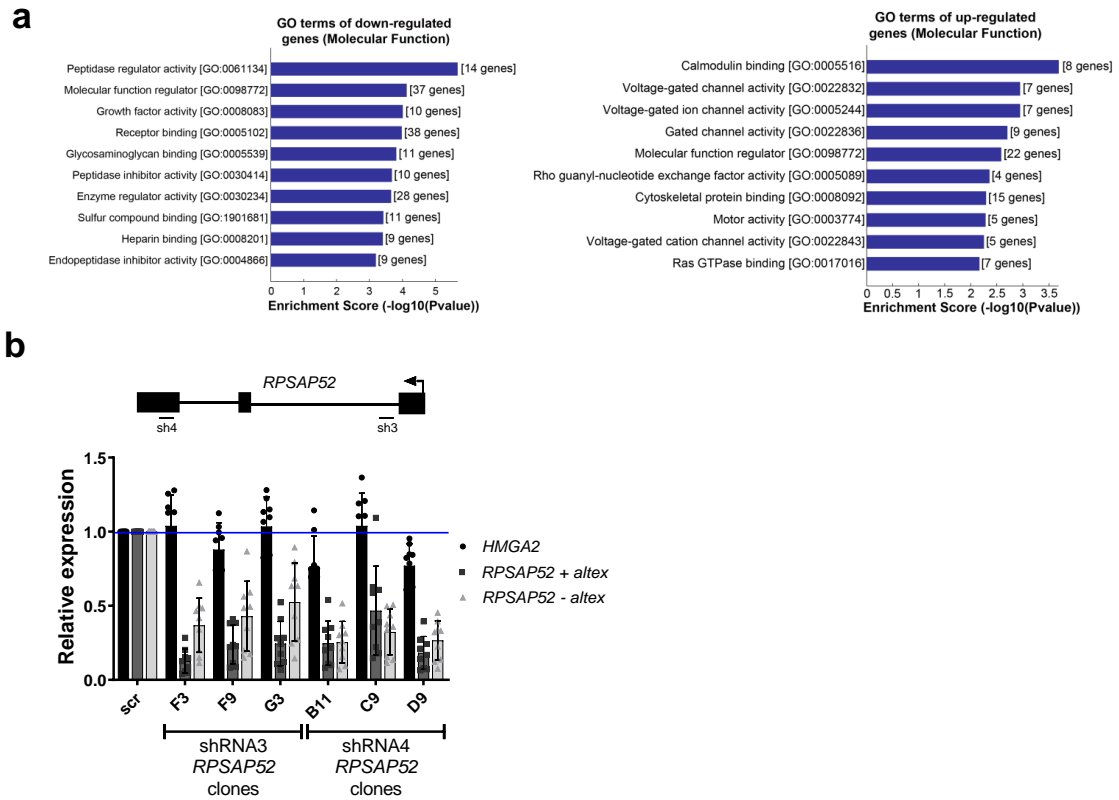 a
GO terms of down-regulated
genes (Molecular Function)
Peptidase regulator activity [GO:0061134]
[14 genes]
Molecular function regulator [GO:0098772]
[37 genes]
Growth factor activity [GO:0008083]
[10 genes]
Receptor binding [GO:0005102]
[38 genes]
Glycosaminoglycan binding [GO:0005539]
[11 genes]
Peptidase inhibitor activity [GO:0030414]
[10 genes]
Enzyme regulator activity [GO:0030234]
[28 genes]
Sulfur compound binding [GO:1901681]
[11 genes]
Heparin binding [GO:0008201]
[9 genes]
Endopeptidase inhibitor activity [GO:0004866]
[9 genes]
0 1 2 3 4 5
Enrichment Score (-log10(Pvalue))
GO terms of up-regulated
genes (Molecular Function)
Calmodulin binding [GO:0005516]
[8 genes]
Voltage-gated channel activity [GO:0022832]
[7 genes]
Voltage-gated ion channel activity [GO:0005244]
[7 genes]
Gated channel activity [GO:0022836]
[9 genes]
Molecular function regulator [GO:0098772]
[22 genes]
Rho guanyl-nucleotide exchange factor activity [GO:0005089]
[4 genes]
Cytoskeletal protein binding [GO:0008092]
[15 genes]
Motor activity [GO:0003774]
[5 genes]
Voltage-gated cation channel activity [GO:0022843]
[5 genes]
Ras GTPase binding [GO:0017016]
[7 genes]
0 0.5 1 1.5 2 2.5 3 3.5
Enrichment Score (-log10(Pvalue))
b
RPSAP52
sh4
sh3
Relative expression
1.5
1.0
0.5
0.0
HMGA2
RPSAP52 + altex
RPSAP52 - altex
scr F3 F9 G3 B11 C9 D9
shRNA3
RPSAP52
clones
shRNA4
RPSAP52
clones